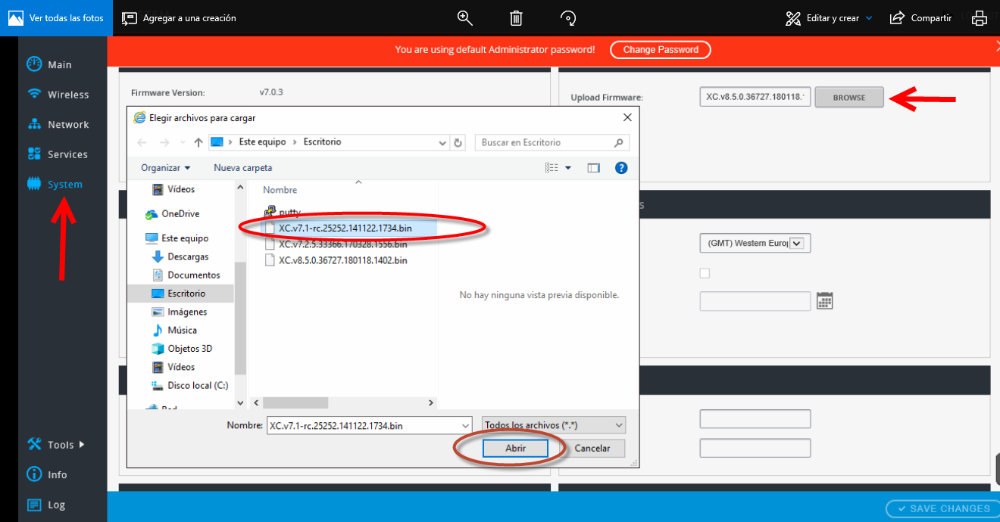 Ver todas las fotos
Agregar a una creación
Editar y crear
Compartir
You are using default Administrator password!
Change Password
Main
Wireless
Network
Services
System
Tools
Info
Log
Firmware Version:
v7.0.3
Upload Firmware:
XC.v8.5.0.36727.180118.
BROWSE
Elegir archivos para cargar
Este equipo
Escritorio
Buscar en Escritorio
Organizar
Nueva carpeta
Vídeos
OneDrive
Este equipo
Descargas
Documentos
Escritorio
Imágenes
Música
Objetos 3D
Vídeos
Disco local (C:)
Red
Nombre
putty
XC.v7.1-rc.25252.141122.1734.bin
XC.v7.2.5.33366.170328.1556.bin
XC.v8.5.0.36727.180118.1402.bin
No hay ninguna vista previa disponible.
Nombre:
XC.v7.1-rc.25252.141122.1734.bin
Todos los archivos (*.*)
Abrir
Cancelar
(GMT) Western Europ
SAVE CHANGES